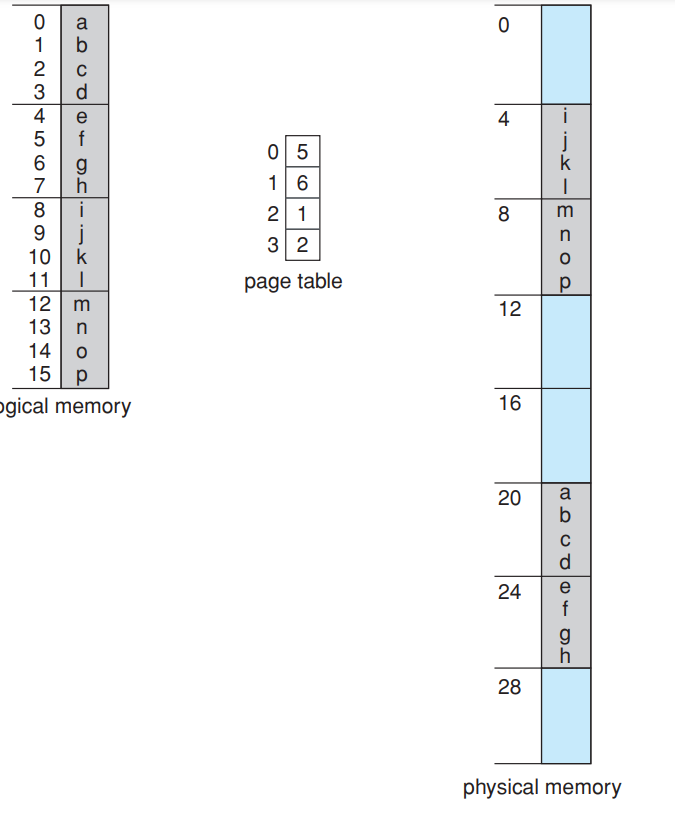 0 a
1 b
2 c
3 d
4 e
5 f
6 g
7 h
8 i
9 j
10 k
11 l
12 m
13 n
14 o
15 p
ogical memory
0 5
1 6
2 1
3 2
page table
0
4 i
j
k
l
8 m
n
o
p
12
16
20 a
b
c
d
24 e
f
g
h
28
physical memory